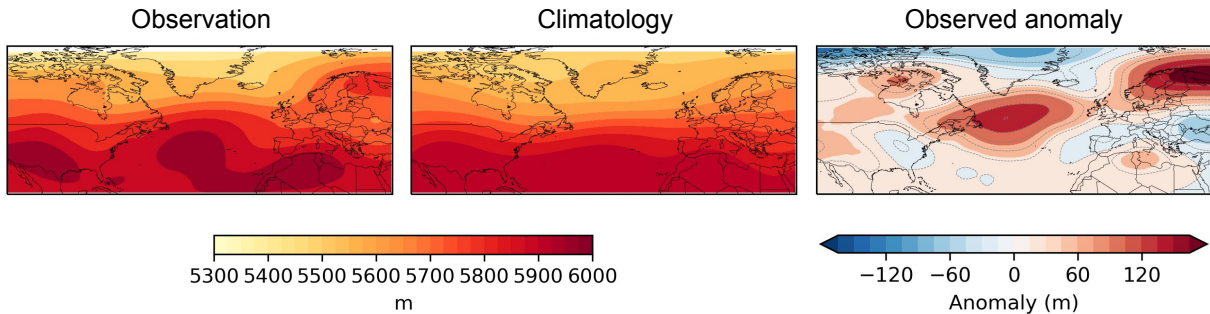 Observation
Climatology
Observed anomaly
5300 5400 5500 5600 5700 5800 5900 6000
m
−120 −60 0 60 120
Anomaly (m)